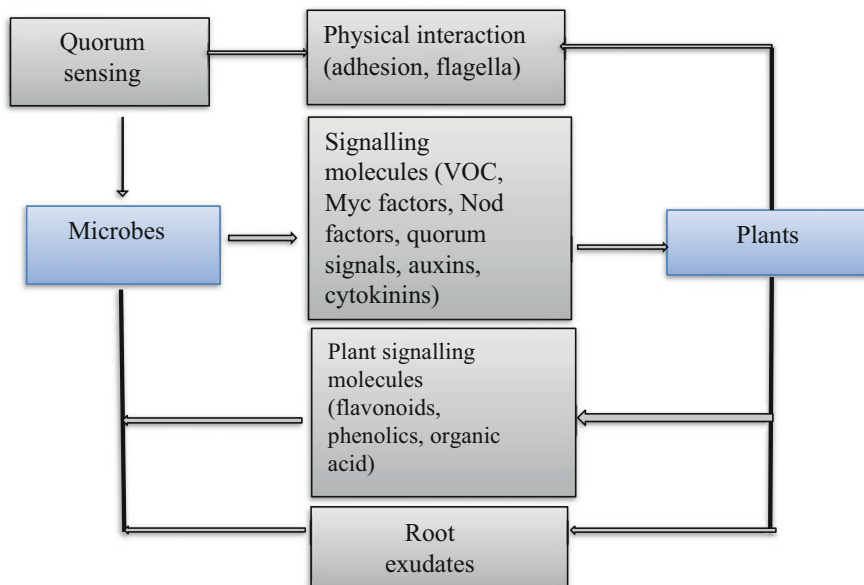 Quorum
sensing
Physical interaction
(adhesion, flagella)
Signalling
molecules (VOC,
Myc factors, Nod
factors, quorum
signals, auxins,
cytokinins)
Microbes
Plants
Plant signalling
molecules
(flavonoids,
phenolics, organic
acid)
Root
exudates